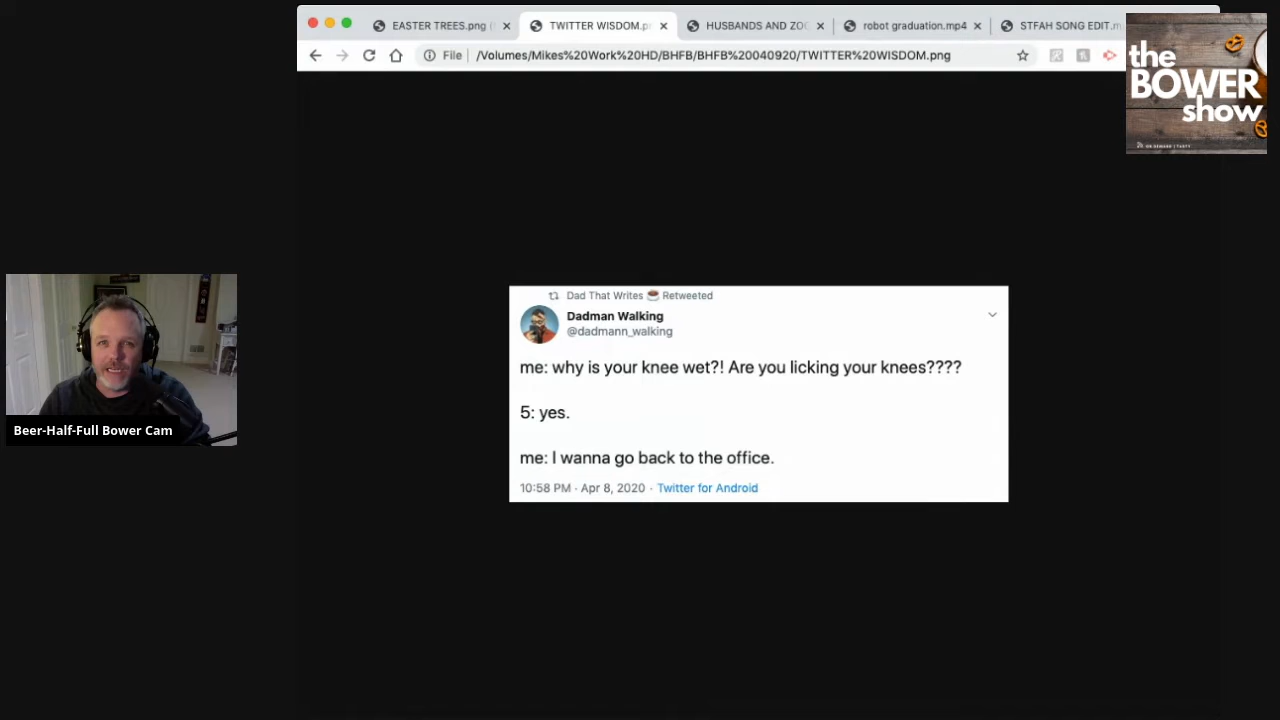 EASTER TREES.png (
TWITTER WISDOM.p
HUSBANDS AND ZO
robot graduation.mp4
STFAH SONG EDIT.m
File
/Volumes/Mikes%20Work%20HD/BHFB/BHFB%20040920/TWITTER%20WISDOM.png
the
BOWER
show
ON DEMAND | TASTY
Dad That Writes ☕ Retweeted
Dadman Walking
@dadmann_walking
me: why is your knee wet?! Are you licking your knees????
5: yes.
me: I wanna go back to the office.
10:58 PM · Apr 8, 2020 · Twitter for Android
Beer-Half-Full Bower Cam